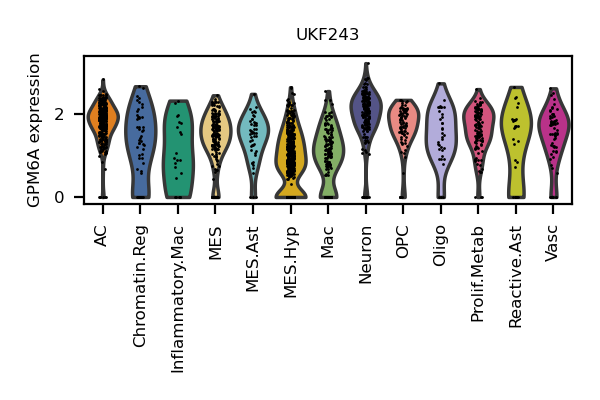 UKF243
GPM6A expression
2
0
AC
Chromatin.Reg
Inflammatory.Mac
MES
MES.Ast
MES.Hyp
Mac
Neuron
OPC
Oligo
Prolif.Metab
Reactive.Ast
Vasc